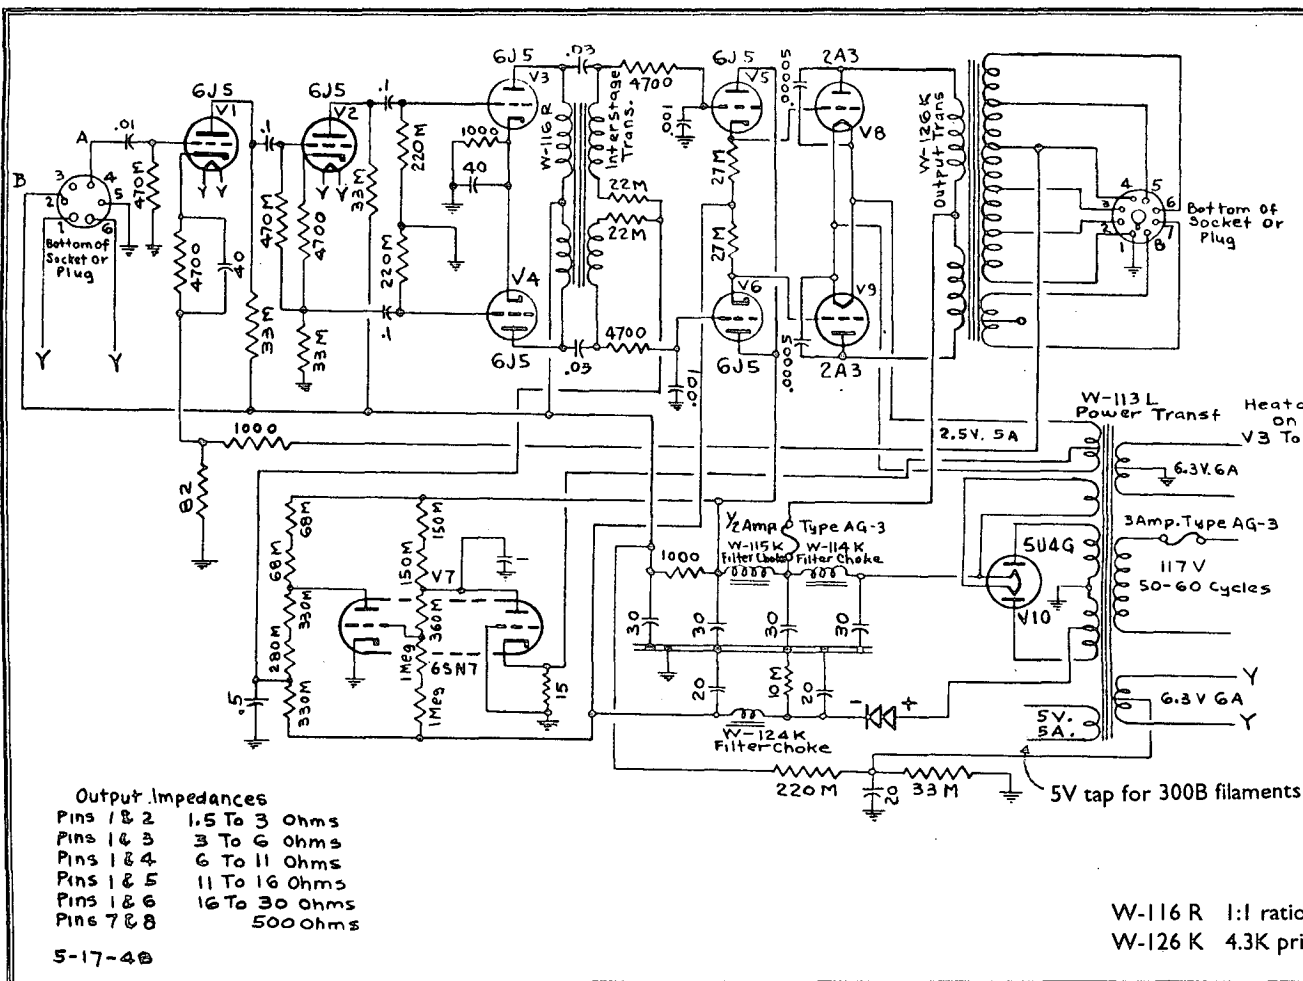 6J5
V1
6J5
V2
6J5
V3
.03
6J5
V5
.00005
2A3
V8
A
.01
.1
.1
1000
40
W-116 R
Interstage
Trans.
4700
.001
W-126K
Output Trans
B
3
4
2
5
1
6
Bottom of
Socket or
Plug
470M
Y
Y
Y
Y
4700
40
33M
470M
4700
33M
33M
220M
220M
.1
V4
6J5
22M
22M
.03
4700
.001
27M
27M
V6
6J5
.00005
V9
2A3
4
5
3
6
2
7
1
8
Bottom of
Socket or
Plug
Y
Y
1000
82
W-113 L
Power Transf
Heate
on
V3 To
2.5V. 5A
6.3V. 6A
68M
68M
330M
280M
330M
150M
150M
V7
360M
1Meg
1Meg
6SN7
.1
15
.5
½ Amp.
Type AG-3
W-115K
Filter Choke
W-114K
Filter Choke
1000
30
30
30
30
20
10M
20
-
+
W-124K
Filter Choke
5U4G
V10
3Amp. Type AG-3
117 V
50-60 Cycles
5V.
5A.
6.3 V 6A
Y
Y
220M
20
33M
5V tap for 300B filaments
Output Impedances
Pins 1 & 2 1.5 To 3 Ohms
Pins 1 & 3 3 To 6 Ohms
Pins 1 & 4 6 To 11 Ohms
Pins 1 & 5 11 To 16 Ohms
Pins 1 & 6 16 To 30 Ohms
Pins 7 & 8 500 Ohms
5-17-48
W-116 R 1:1 ratio
W-126 K 4.3K pri